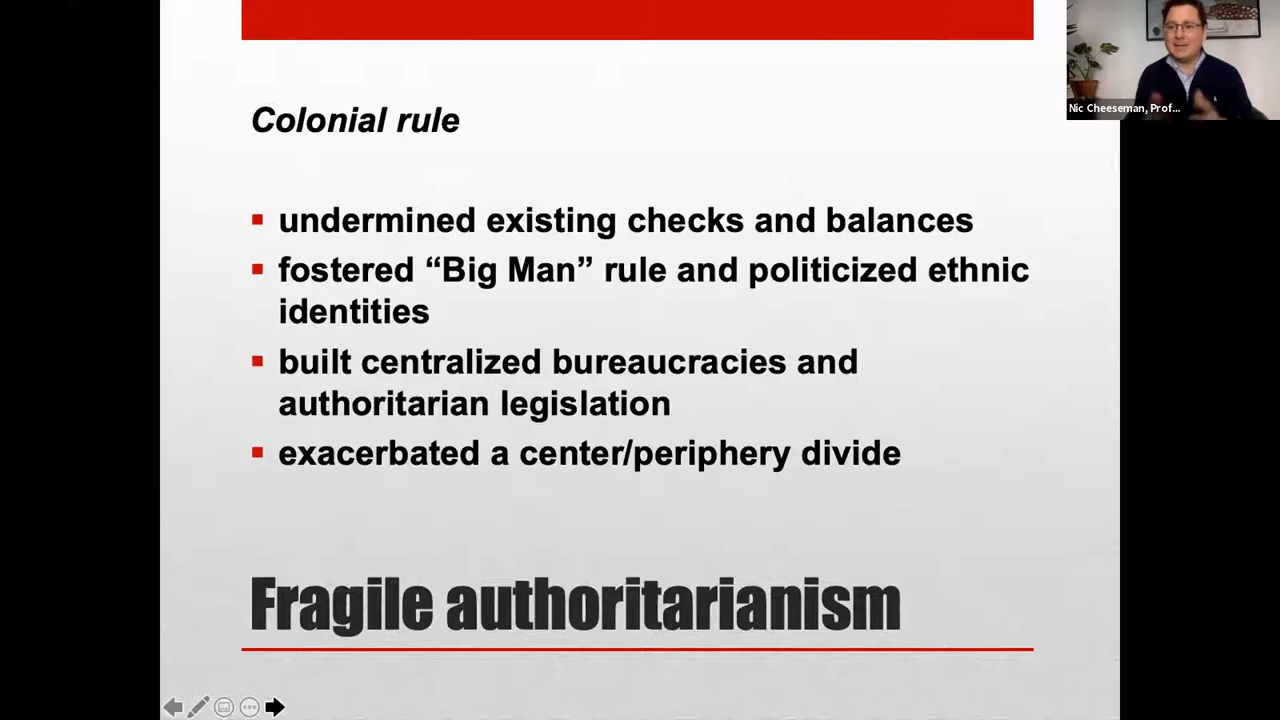 Nic Cheeseman, Prof...
Colonial rule
▪ undermined existing checks and balances
▪ fostered “Big Man” rule and politicized ethnic
identities
▪ built centralized bureaucracies and
authoritarian legislation
▪ exacerbated a center/periphery divide
Fragile authoritarianism